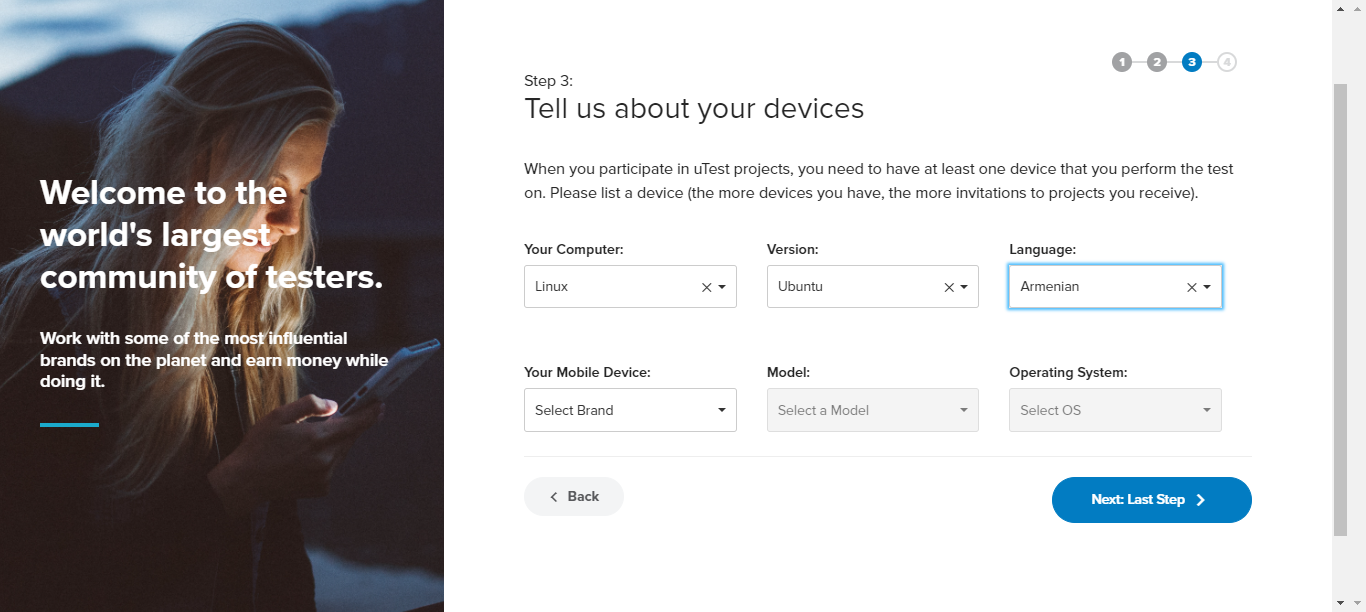 Welcome to the
world's largest
community of testers.
Work with some of the most influential
brands on the planet and earn money while
doing it.
1 2 3 4
Step 3:
Tell us about your devices
When you participate in uTest projects, you need to have at least one device that you perform the test
on. Please list a device (the more devices you have, the more invitations to projects you receive).
Your Computer: Version: Language:
Linux Ubuntu Armenian
Your Mobile Device: Model: Operating System:
Select Brand Select a Model Select OS
Back Next: Last Step